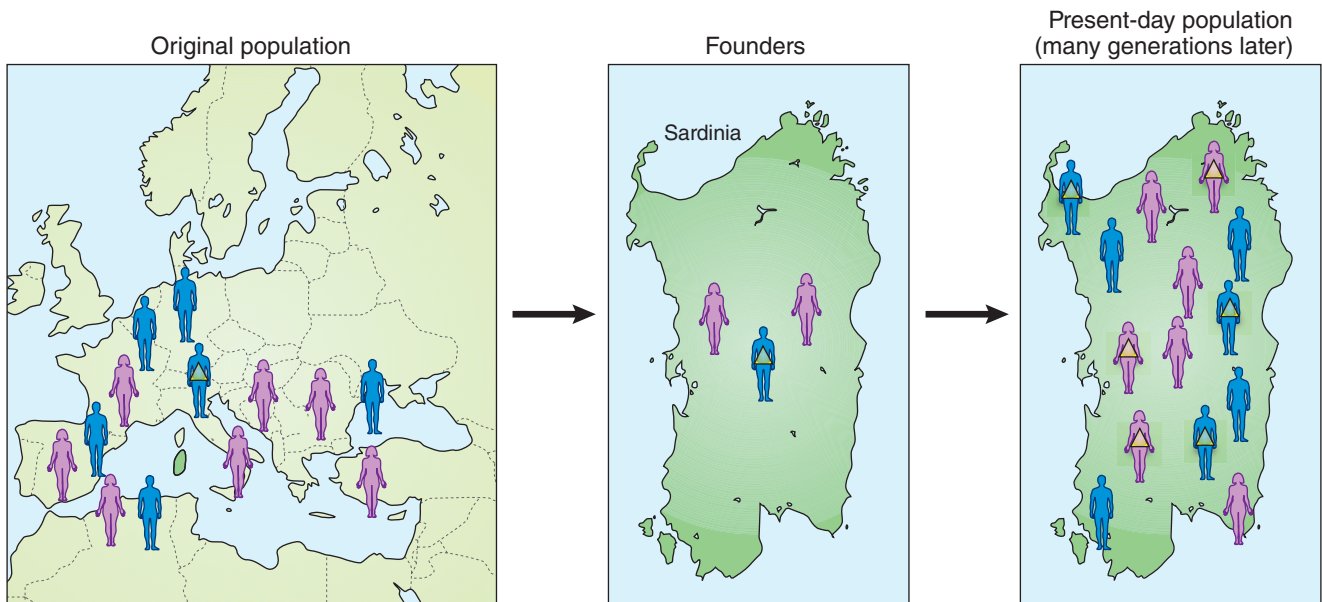 Original population
Founders
Present-day population
(many generations later)
Sardinia